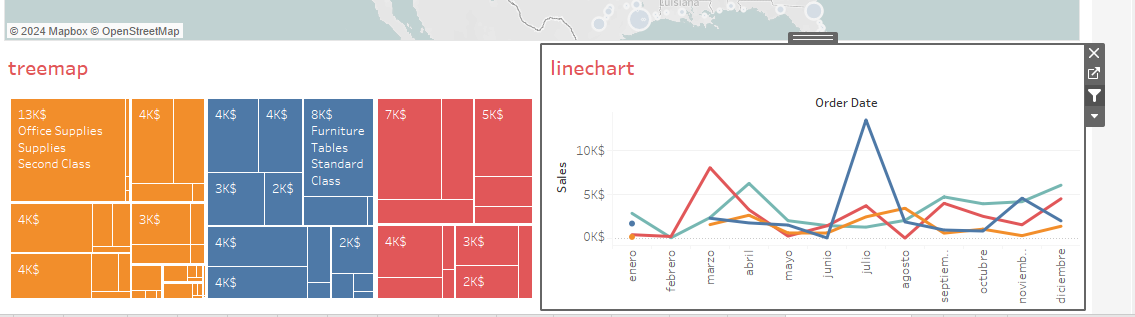 Louisiana
© 2024 Mapbox © OpenStreetMap
treemap
13K$
Office Supplies
Supplies
Second Class
4K$
4K$
4K$
8K$
Furniture
Tables
Standard
Class
7K$
5K$
3K$
2K$
4K$
3K$
4K$
2K$
4K$
3K$
4K$
4K$
2K$
linechart
Order Date
Sales
10K$
5K$
0K$
enero
febrero
marzo
abril
mayo
junio
julio
agosto
septiem..
octubre
noviemb..
diciembre